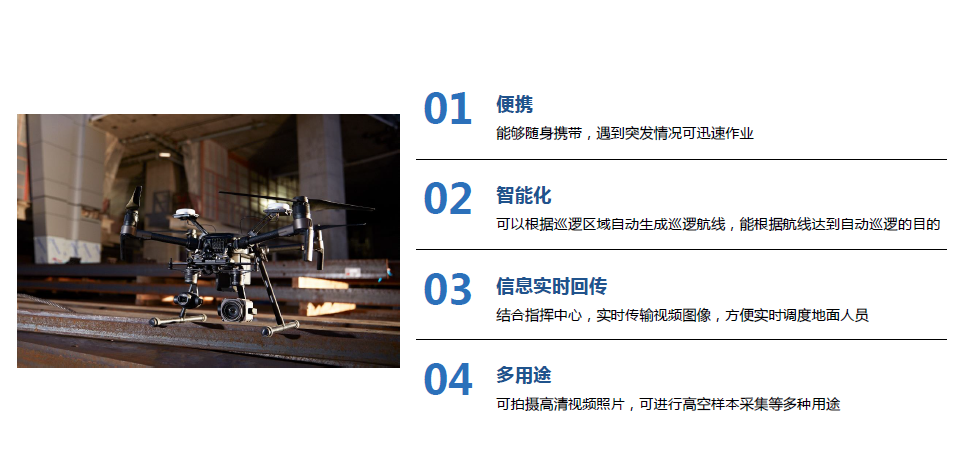 01
便携
能够随身携带，遇到突发情况可迅速作业
02
智能化
可以根据巡逻区域自动生成巡逻航线，能根据航线达到自动巡逻的目的
03
信息实时回传
结合指挥中心，实时传输视频图像，方便实时调度地面人员
04
多用途
可拍摄高清视频照片，可进行高空样本采集等多种用途